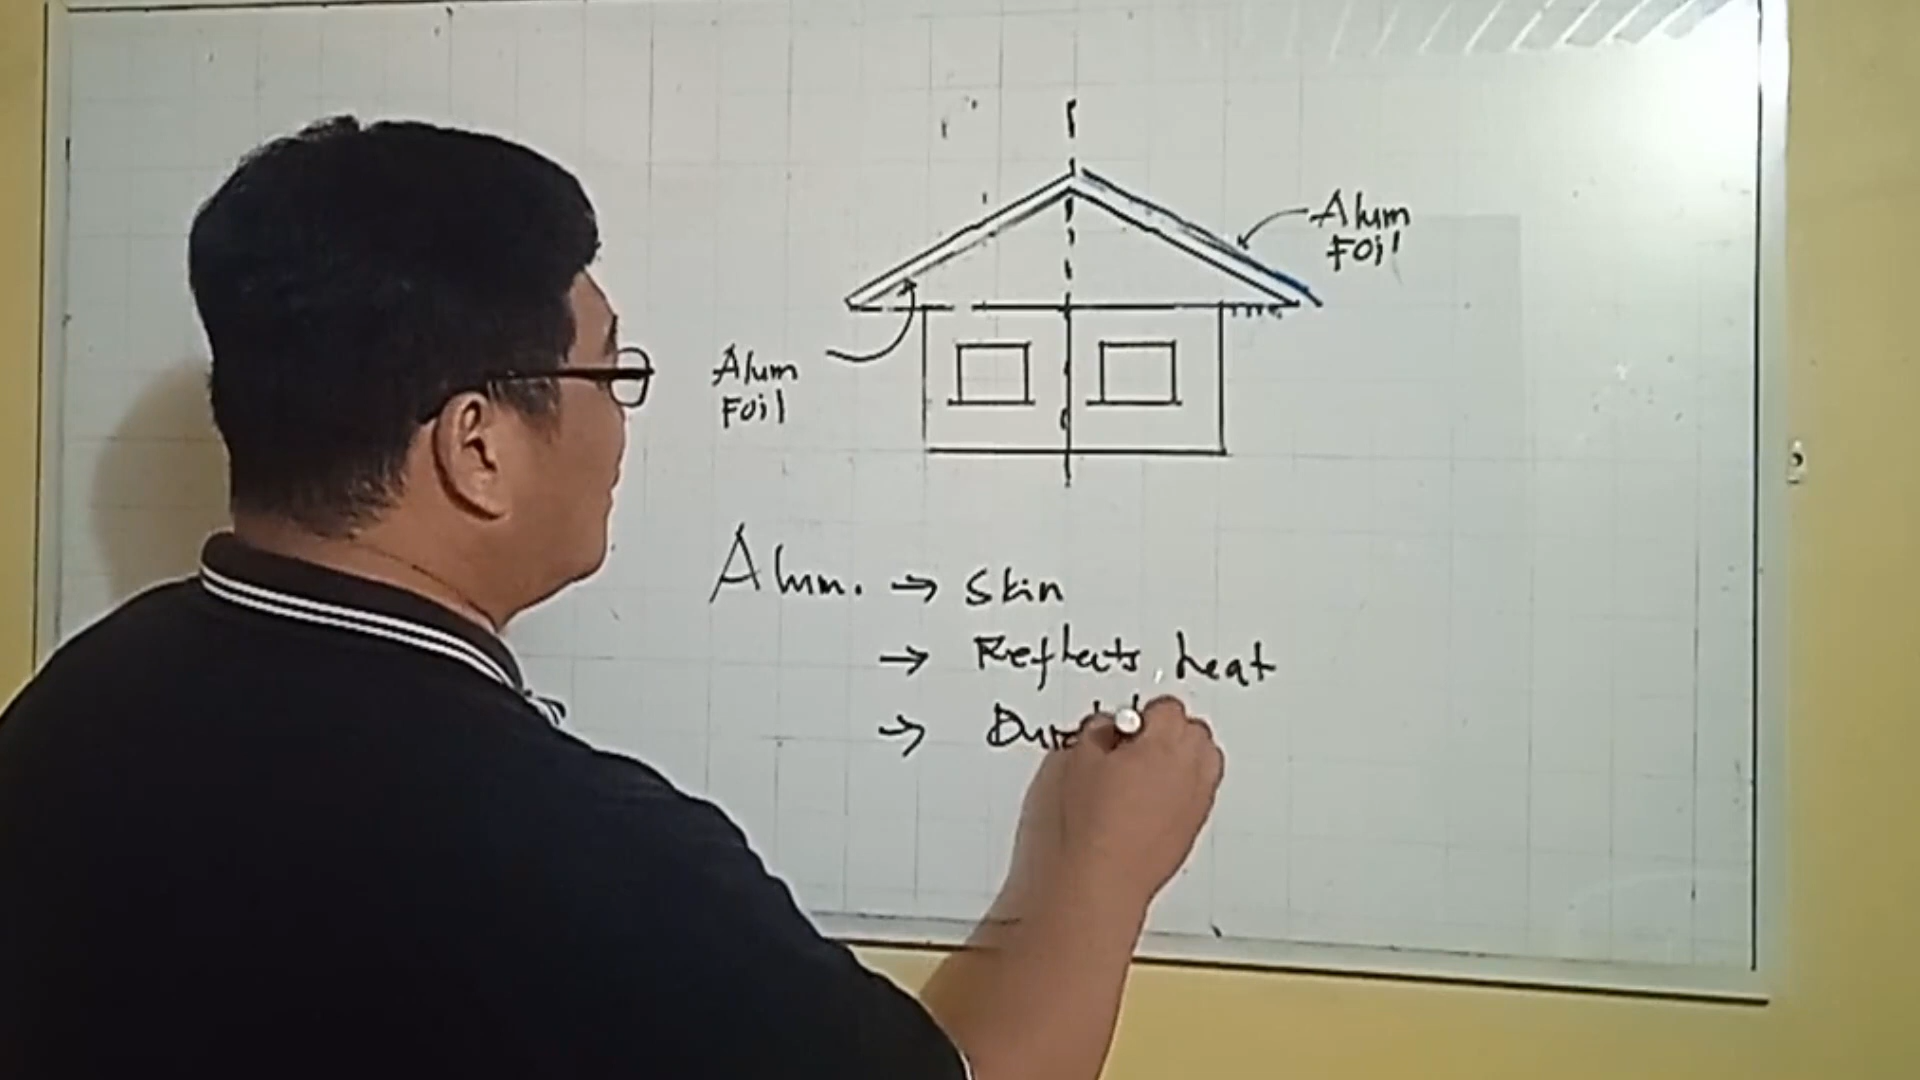 Alum
Foil
Alum
Foil
Alum. → Skin
→ Reflects heat
→